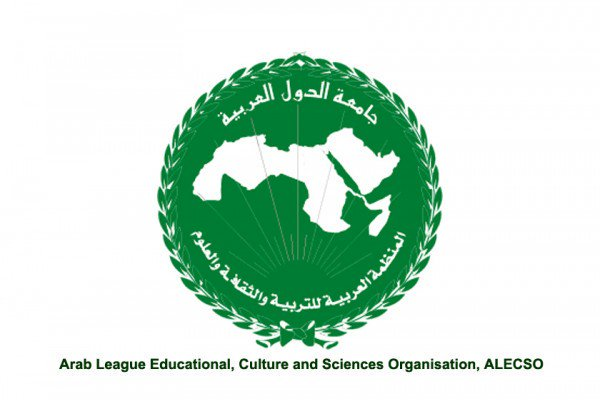 جامعة الدول العربية
المنظمة العربية للتربية والثقافة والعلوم
Arab League Educational, Culture and Sciences Organisation, ALECSO